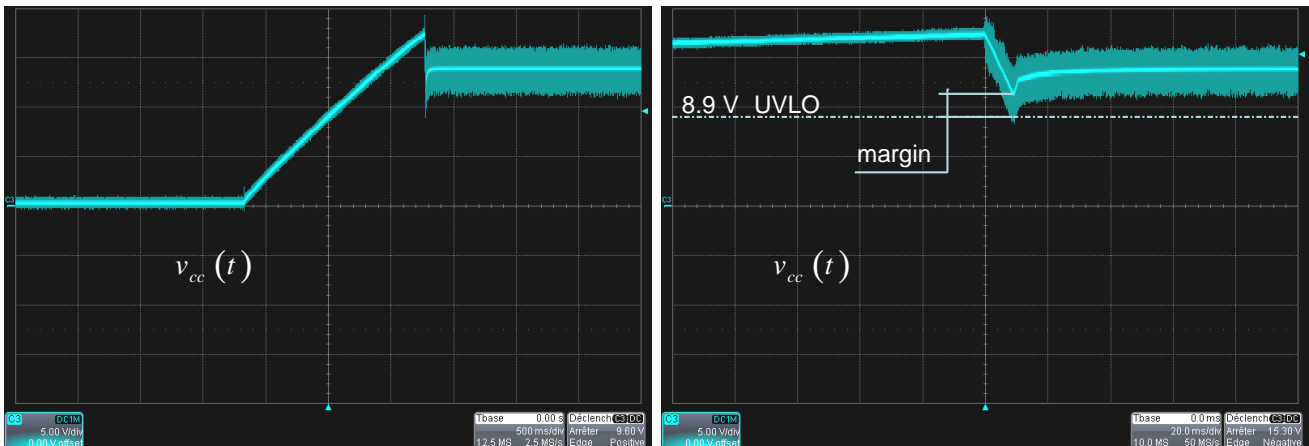 C3
v_cc (t)
C3 DC1M
5.00 V/div
0.00 V offset
Tbase 0.00 s
500 ms/div
12.5 MS 2.5 MS/s
Déclench C3 DC
Arrêter 9.60 V
Edge Positive
8.9 V UVLO
margin
C3
v_cc (t)
C3 DC1M
5.00 V/div
0.00 V offset
Tbase 0.0 ms
20.0 ms/div
10.0 MS 50 MS/s
Déclench C3 DC
Arrêter 15.30 V
Edge Négative